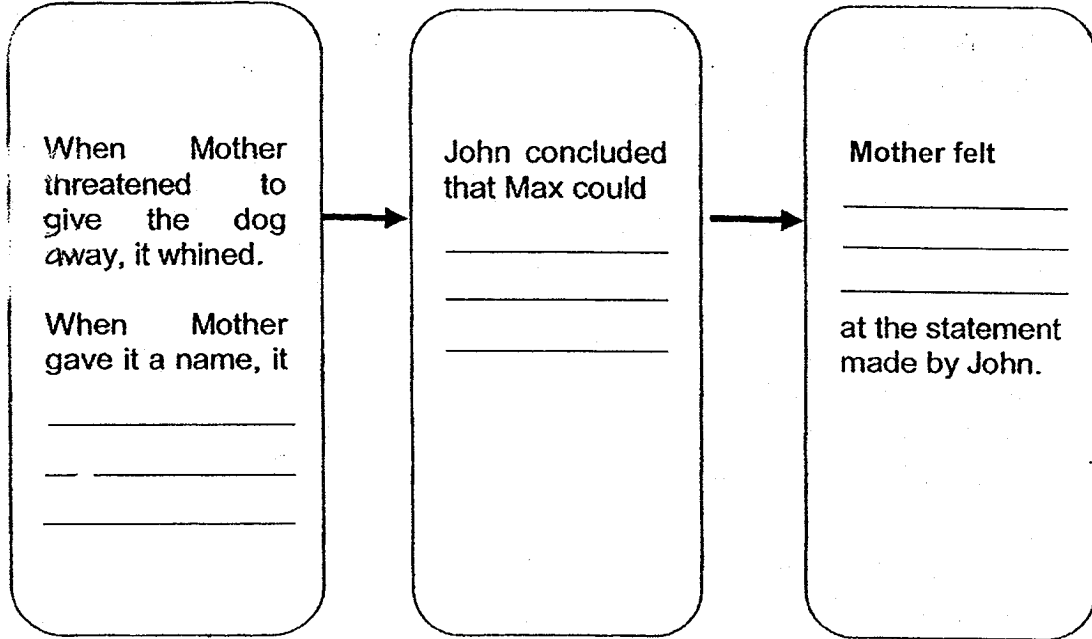 When Mother
threatened to
give the dog
away, it whined.
When Mother
gave it a name, it
John concluded
that Max could
Mother felt
at the statement
made by John.